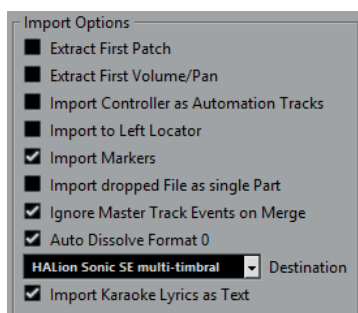 Import Options
Extract First Patch
Extract First Volume/Pan
Import Controller as Automation Tracks
Import to Left Locator
Import Markers
Import dropped File as single Part
Ignore Master Track Events on Merge
Auto Dissolve Format 0
HALion Sonic SE multi-timbral Destination
Import Karaoke Lyrics as Text